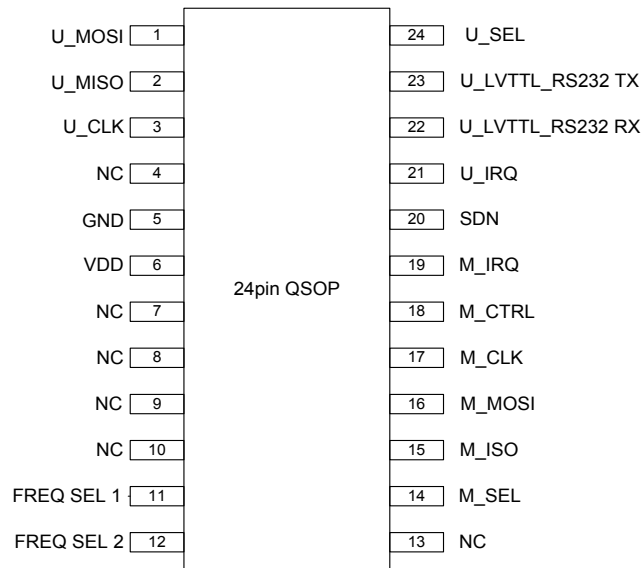 U_MOSI 1 24 U_SEL
U_MISO 2 23 U_LVTTL_RS232 TX
U_CLK 3 22 U_LVTTL_RS232 RX
NC 4 21 U_IRQ
GND 5 20 SDN
VDD 6 19 M_IRQ
24pin QSOP
NC 7 18 M_CTRL
NC 8 17 M_CLK
NC 9 16 M_MOSI
NC 10 15 M_ISO
FREQ SEL 1 11 14 M_SEL
FREQ SEL 2 12 13 NC